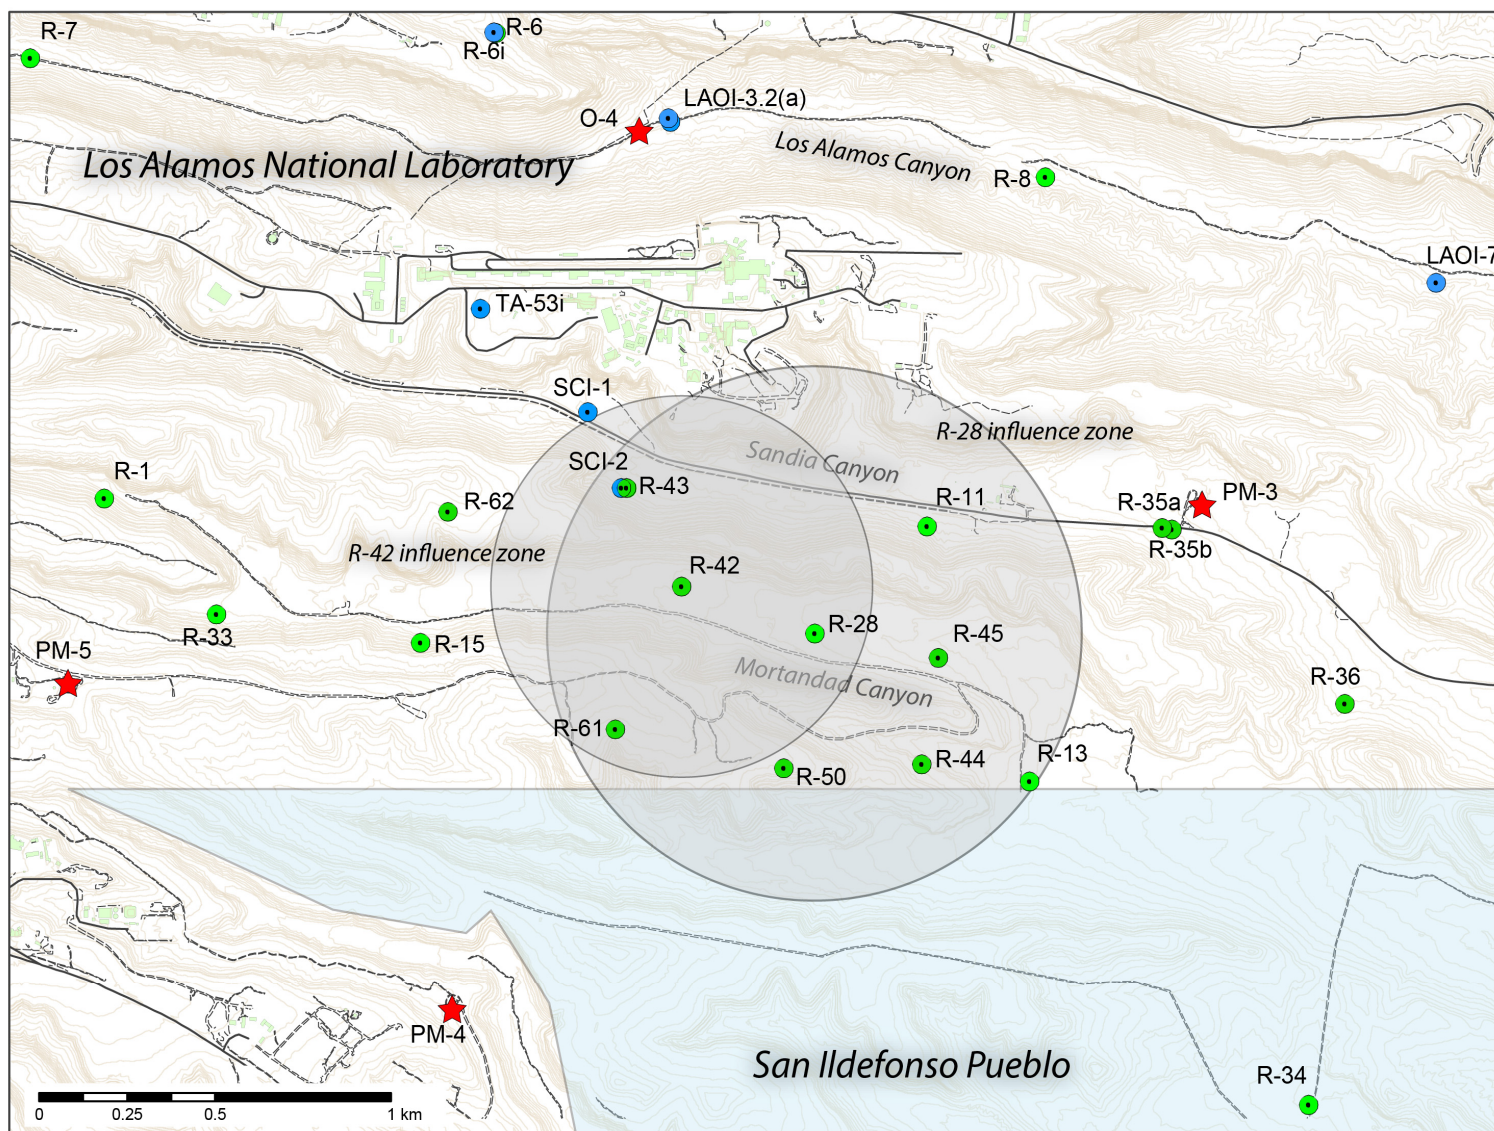 R-7
R-6
R-6i
LAOI-3.2(a)
O-4
Los Alamos Canyon
Los Alamos National Laboratory
R-8
LAOI-7
TA-53i
SCI-1
R-28 influence zone
Sandia Canyon
SCI-2
R-43
R-1
R-62
R-11
R-35a
PM-3
R-35b
R-42 influence zone
R-42
R-33
R-15
R-28
R-45
PM-5
Mortandad Canyon
R-36
R-61
R-50
R-44
R-13
PM-4
San Ildefonso Pueblo
R-34
0 0.25 0.5 1 km